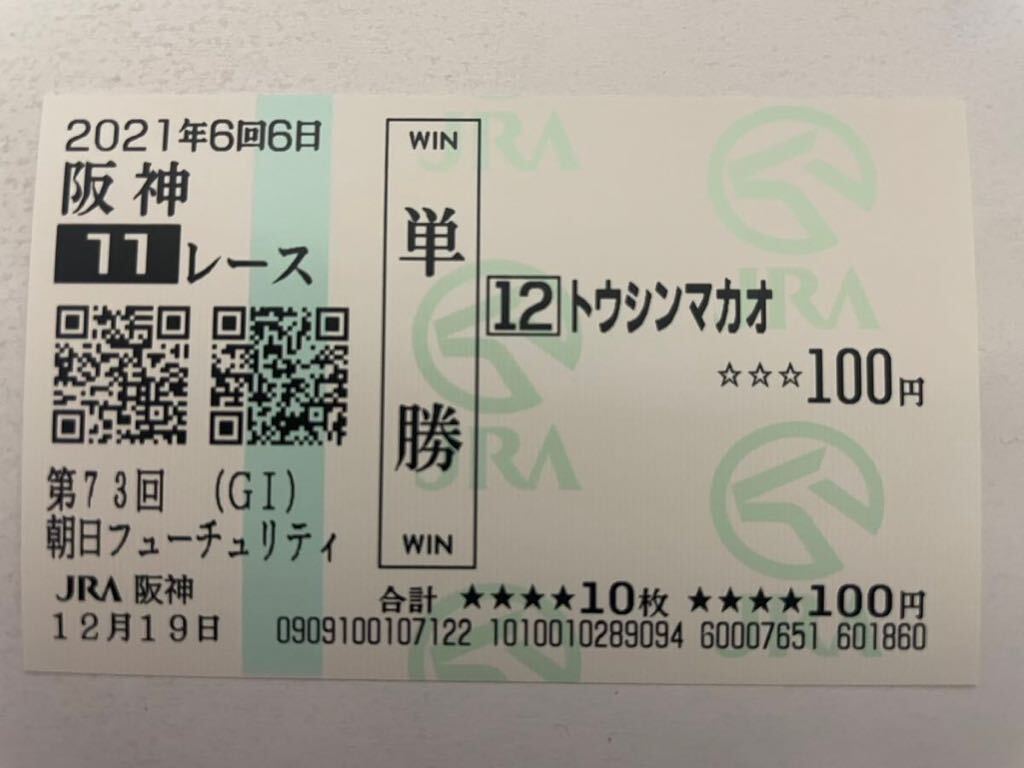 2021年6回6日
阪神
11レース
第73回 (GI)
朝日フューチュリティ
JRA 阪神
12月19日
WIN
単勝
WIN
12 トウシンマカオ
☆☆☆100円
合計 ★★★★10枚 ★★★★100円
0909100107122 1010010289094 60007651 601860
JRA
JRA
JRA